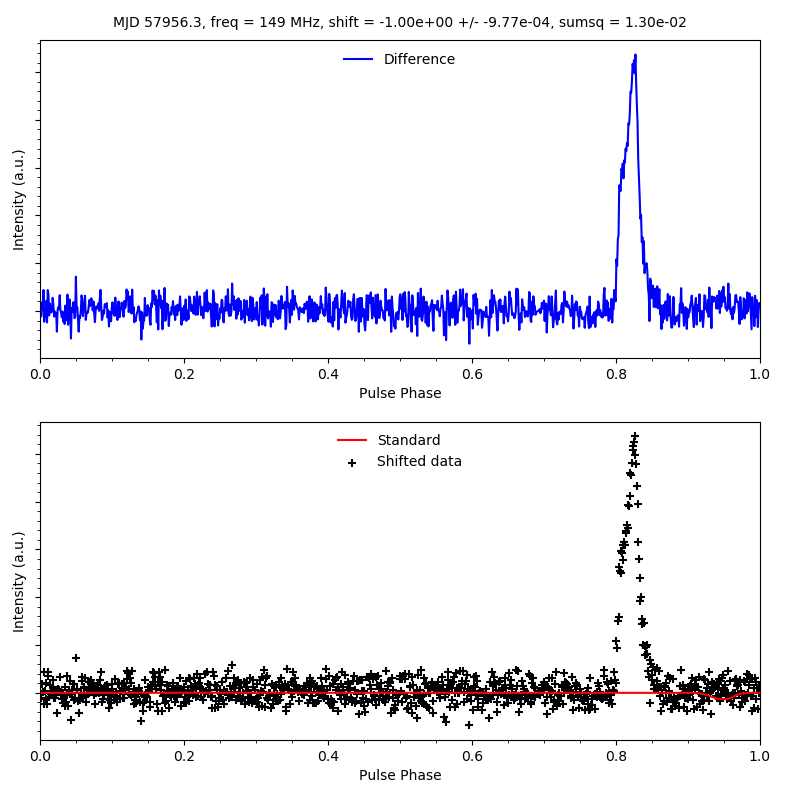 MJD 57956.3, freq = 149 MHz, shift = -1.00e+00 +/- -9.77e-04, sumsq = 1.30e-02
Difference
Intensity (a.u.)
0.0 0.2 0.4 0.6 0.8 1.0
Pulse Phase
Standard
Shifted data
Intensity (a.u.)
0.0 0.2 0.4 0.6 0.8 1.0
Pulse Phase